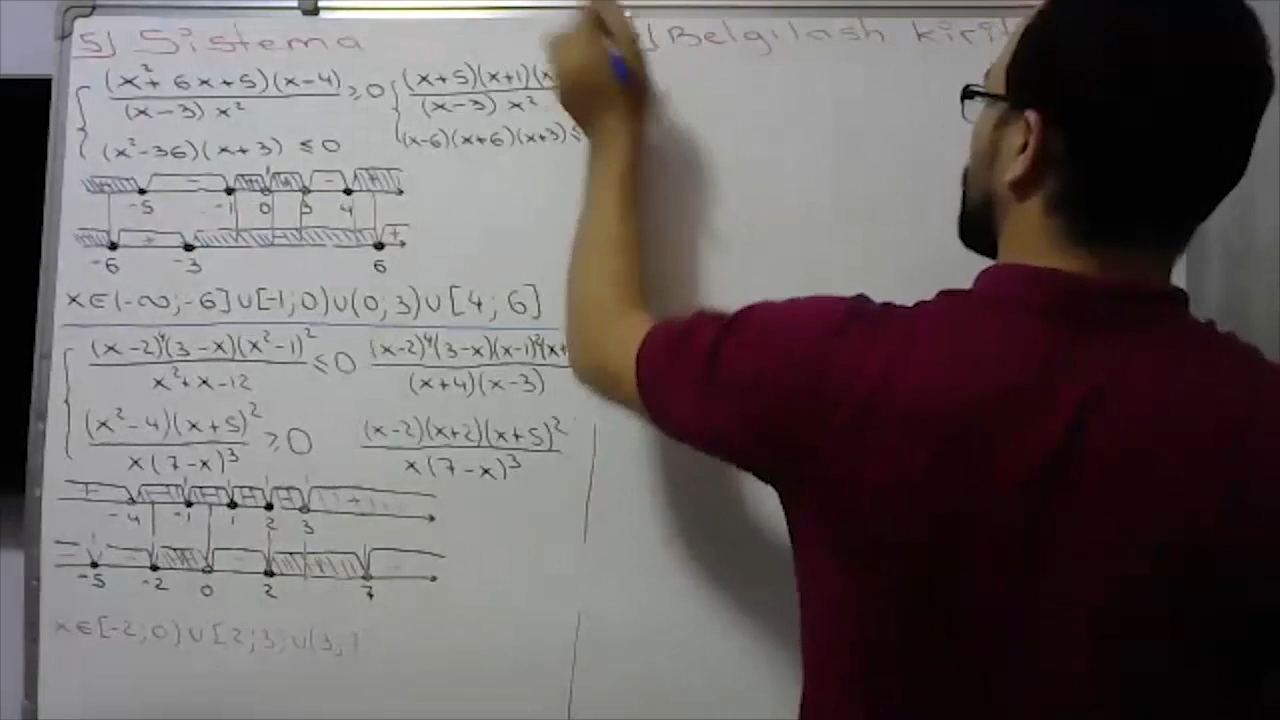 5) Sistema
(x²+6x+5)(x-4)/((x-3)x²) ≥0 (x+5)(x+1)(x/((x-3)x²)
(x²-36)(x+3) ≤0 (x-6)(x+6)(x+3)≤
-5 - -1 0 3 - 4 +
-6 + -3 - 6 +
x∈(-∞;-6]∪[-1;0)∪(0;3)∪[4;6]
(x-2)⁴(3-x)(x²-1)²/(x²+x-12) ≤0 (x-2)⁴(3-x)(x-1)²(x+/((x+4)(x-3))
(x²-4)(x+5)²/(x(7-x)³) ≥0 (x-2)(x+2)(x+5)²/(x(7-x)³)
+ -4 - -1 - 1 - 2 - 3
- -5 - -2 + 0 - 2 + 7 -
x∈[-2;0)∪[2;3)∪(3;7
Belgilash